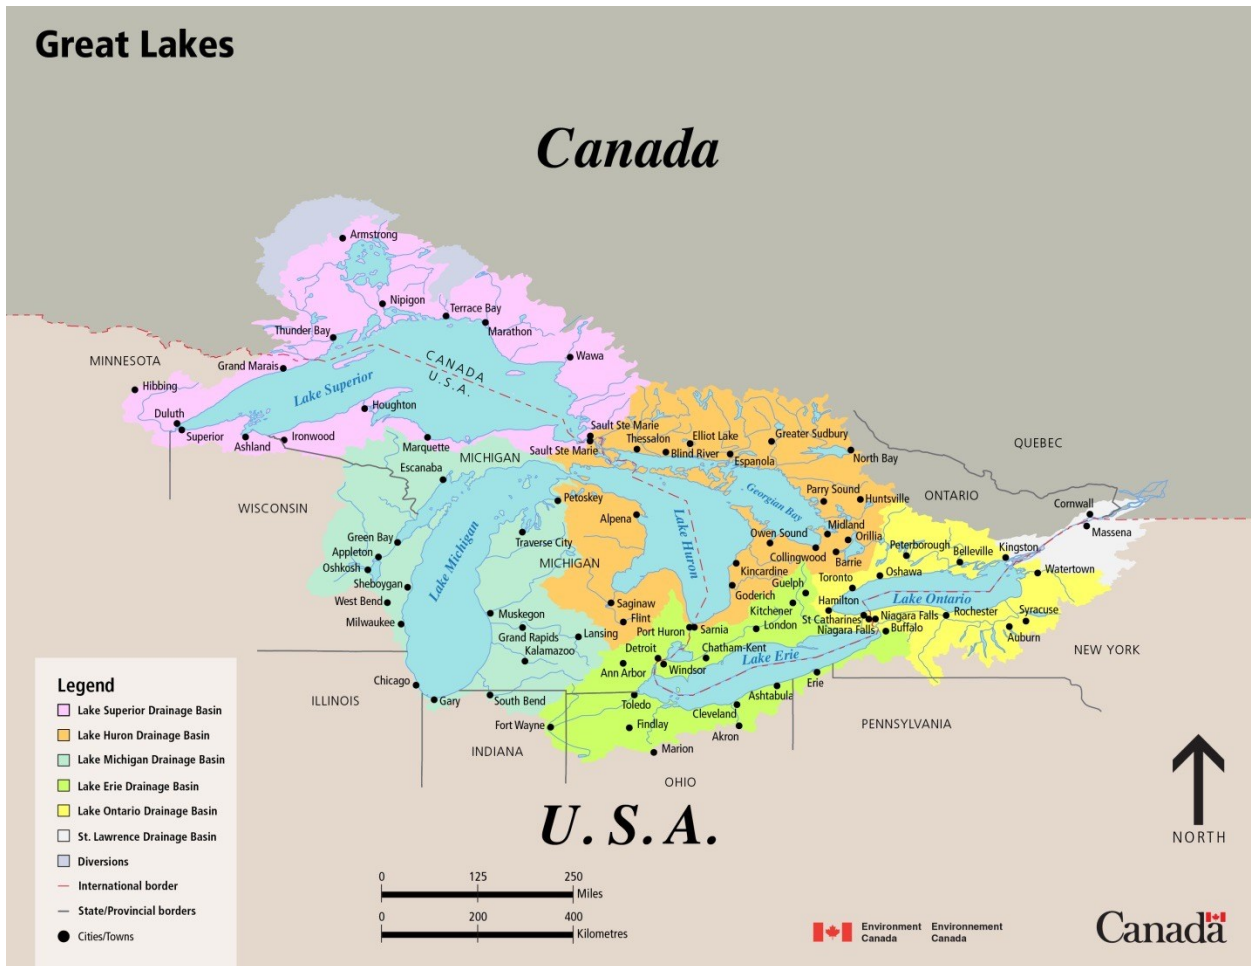 Great Lakes
Canada
Armstrong
Nipigon
Terrace Bay
Marathon
Thunder Bay
Wawa
MINNESOTA
Grand Marais
CANADA
U.S.A.
Hibbing
Lake Superior
Houghton
Duluth
Superior
Ashland
Ironwood
Marquette
Sault Ste Marie
Sault Ste Marie
Thessalon
Elliot Lake
Greater Sudbury
Blind River
Espanola
North Bay
QUEBEC
MICHIGAN
Escanaba
Petoskey
Georgian Bay
Parry Sound
Huntsville
ONTARIO
Cornwall
Massena
WISCONSIN
Alpena
Lake Huron
Midland
Orillia
Owen Sound
Collingwood
Barrie
Green Bay
Appleton
Oshkosh
Lake Michigan
Traverse City
MICHIGAN
Peterborough
Belleville
Kingston
Watertown
Sheboygan
West Bend
Milwaukee
Kincardine
Goderich
Guelph
Kitchener
Toronto
Oshawa
Lake Ontario
Hamilton
St Catharines
Niagara Falls
Niagara Falls
Rochester
Syracuse
Auburn
Buffalo
Saginaw
Flint
Muskegon
Grand Rapids
Kalamazoo
Lansing
Port Huron
Sarnia
London
Detroit
Windsor
Chatham-Kent
Ann Arbor
Lake Erie
NEW YORK
Chicago
Gary
South Bend
ILLINOIS
Toledo
Cleveland
Ashtabula
Erie
Fort Wayne
Findlay
Akron
Marion
PENNSYLVANIA
INDIANA
OHIO
U.S.A.
Legend
Lake Superior Drainage Basin
Lake Huron Drainage Basin
Lake Michigan Drainage Basin
Lake Erie Drainage Basin
Lake Ontario Drainage Basin
St. Lawrence Drainage Basin
Diversions
International border
State/Provincial borders
Cities/Towns
0 125 250
Miles
0 200 400
Kilometres
NORTH
Environment Canada
Environnement Canada
Canada